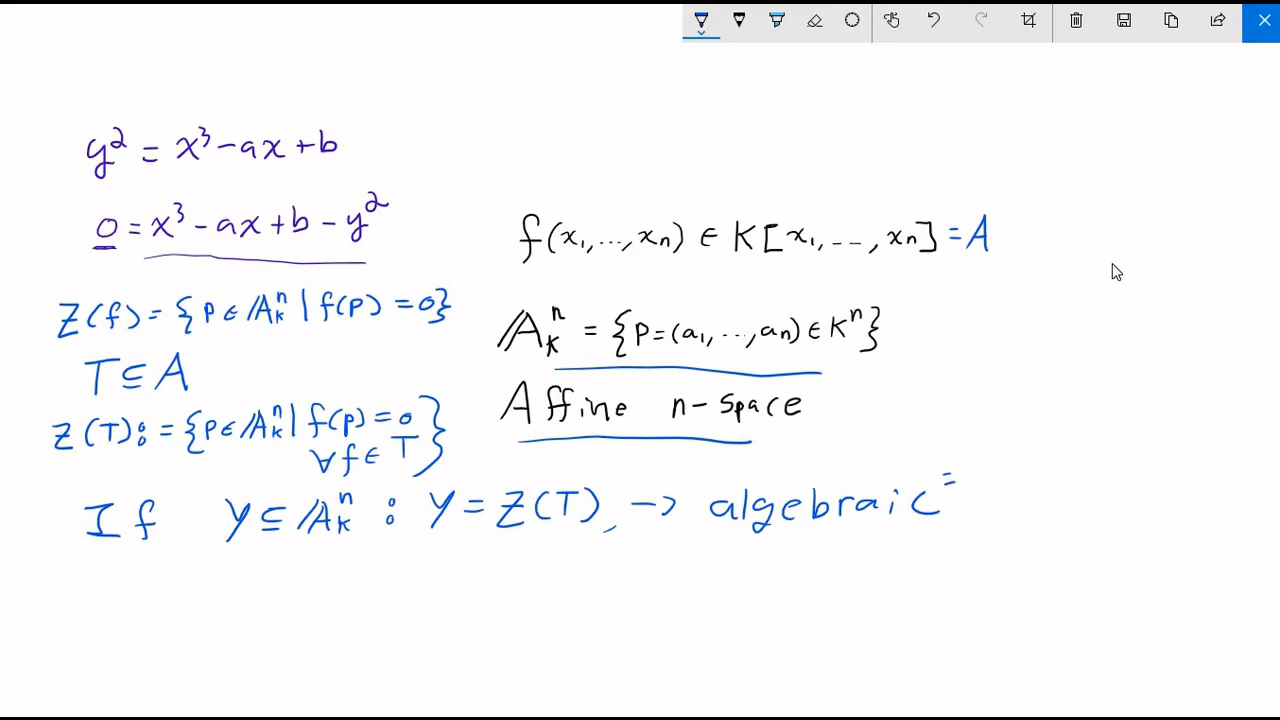 y² = x³ - ax + b
0 = x³ - ax + b - y²
f(x₁, ..., xₙ) ∈ K[x₁, --, xₙ] = A
Z(f) = {P ∈ 𝔸ₖⁿ | f(P) = 0}
𝔸ₖⁿ = {P = (a₁, ..., aₙ) ∈ Kⁿ}
T ⊆ A
Affine n-space
Z(T) := {P ∈ 𝔸ₖⁿ | f(P) = 0
∀f ∈ T}
If Y ⊆ 𝔸ₖⁿ : Y = Z(T), → algebraic =